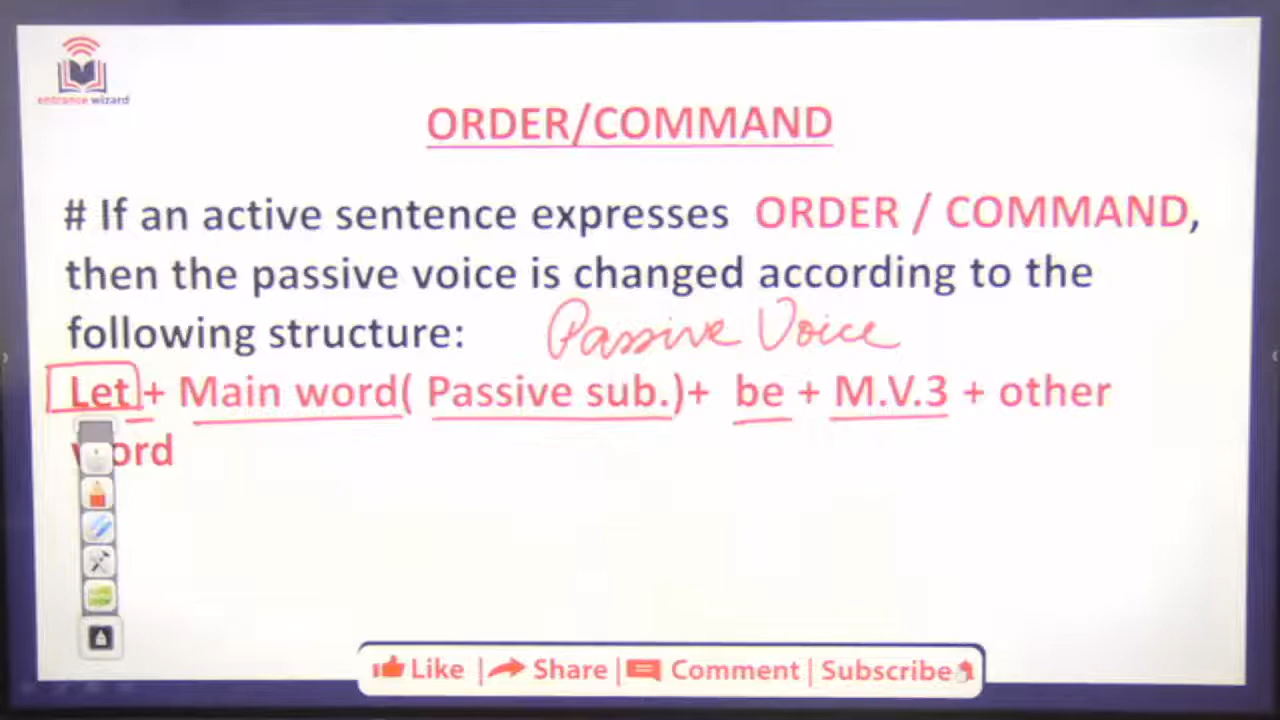 entrance wizard
ORDER/COMMAND
# If an active sentence expresses ORDER / COMMAND,
then the passive voice is changed according to the
following structure: Passive Voice
Let + Main word( Passive sub.)+ be + M.V.3 + other
word
Like | Share | Comment | Subscribe